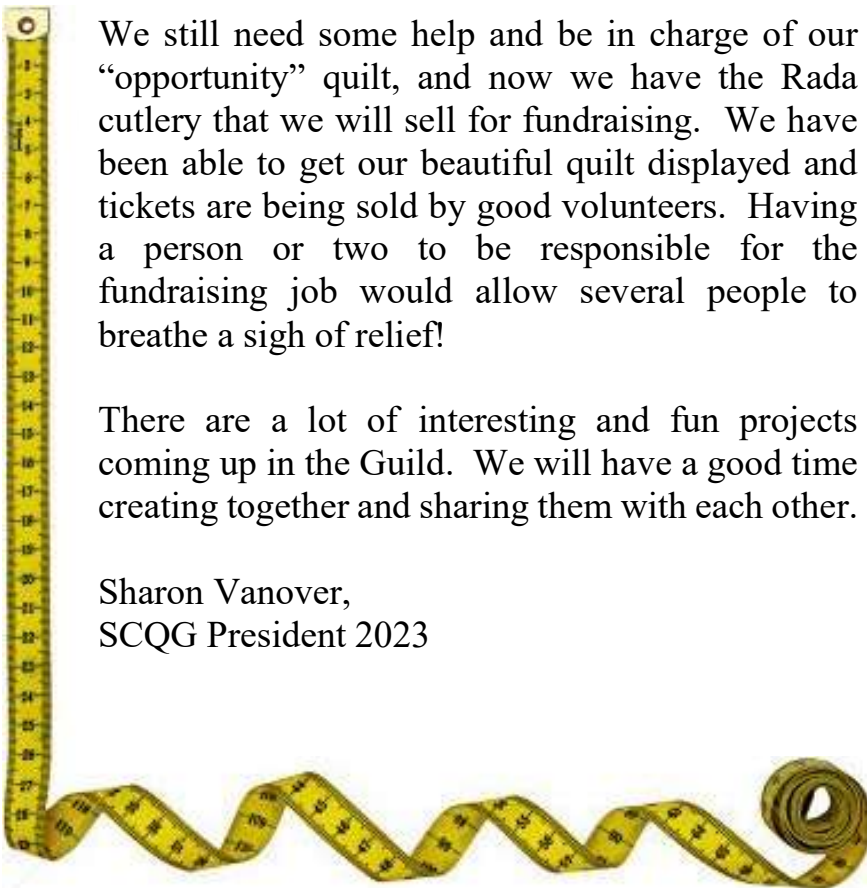 We still need some help and be in charge of our
“opportunity” quilt, and now we have the Rada
cutlery that we will sell for fundraising. We have
been able to get our beautiful quilt displayed and
tickets are being sold by good volunteers. Having
a person or two to be responsible for the
fundraising job would allow several people to
breathe a sigh of relief!
There are a lot of interesting and fun projects
coming up in the Guild. We will have a good time
creating together and sharing them with each other.
Sharon Vanover,
SCQG President 2023